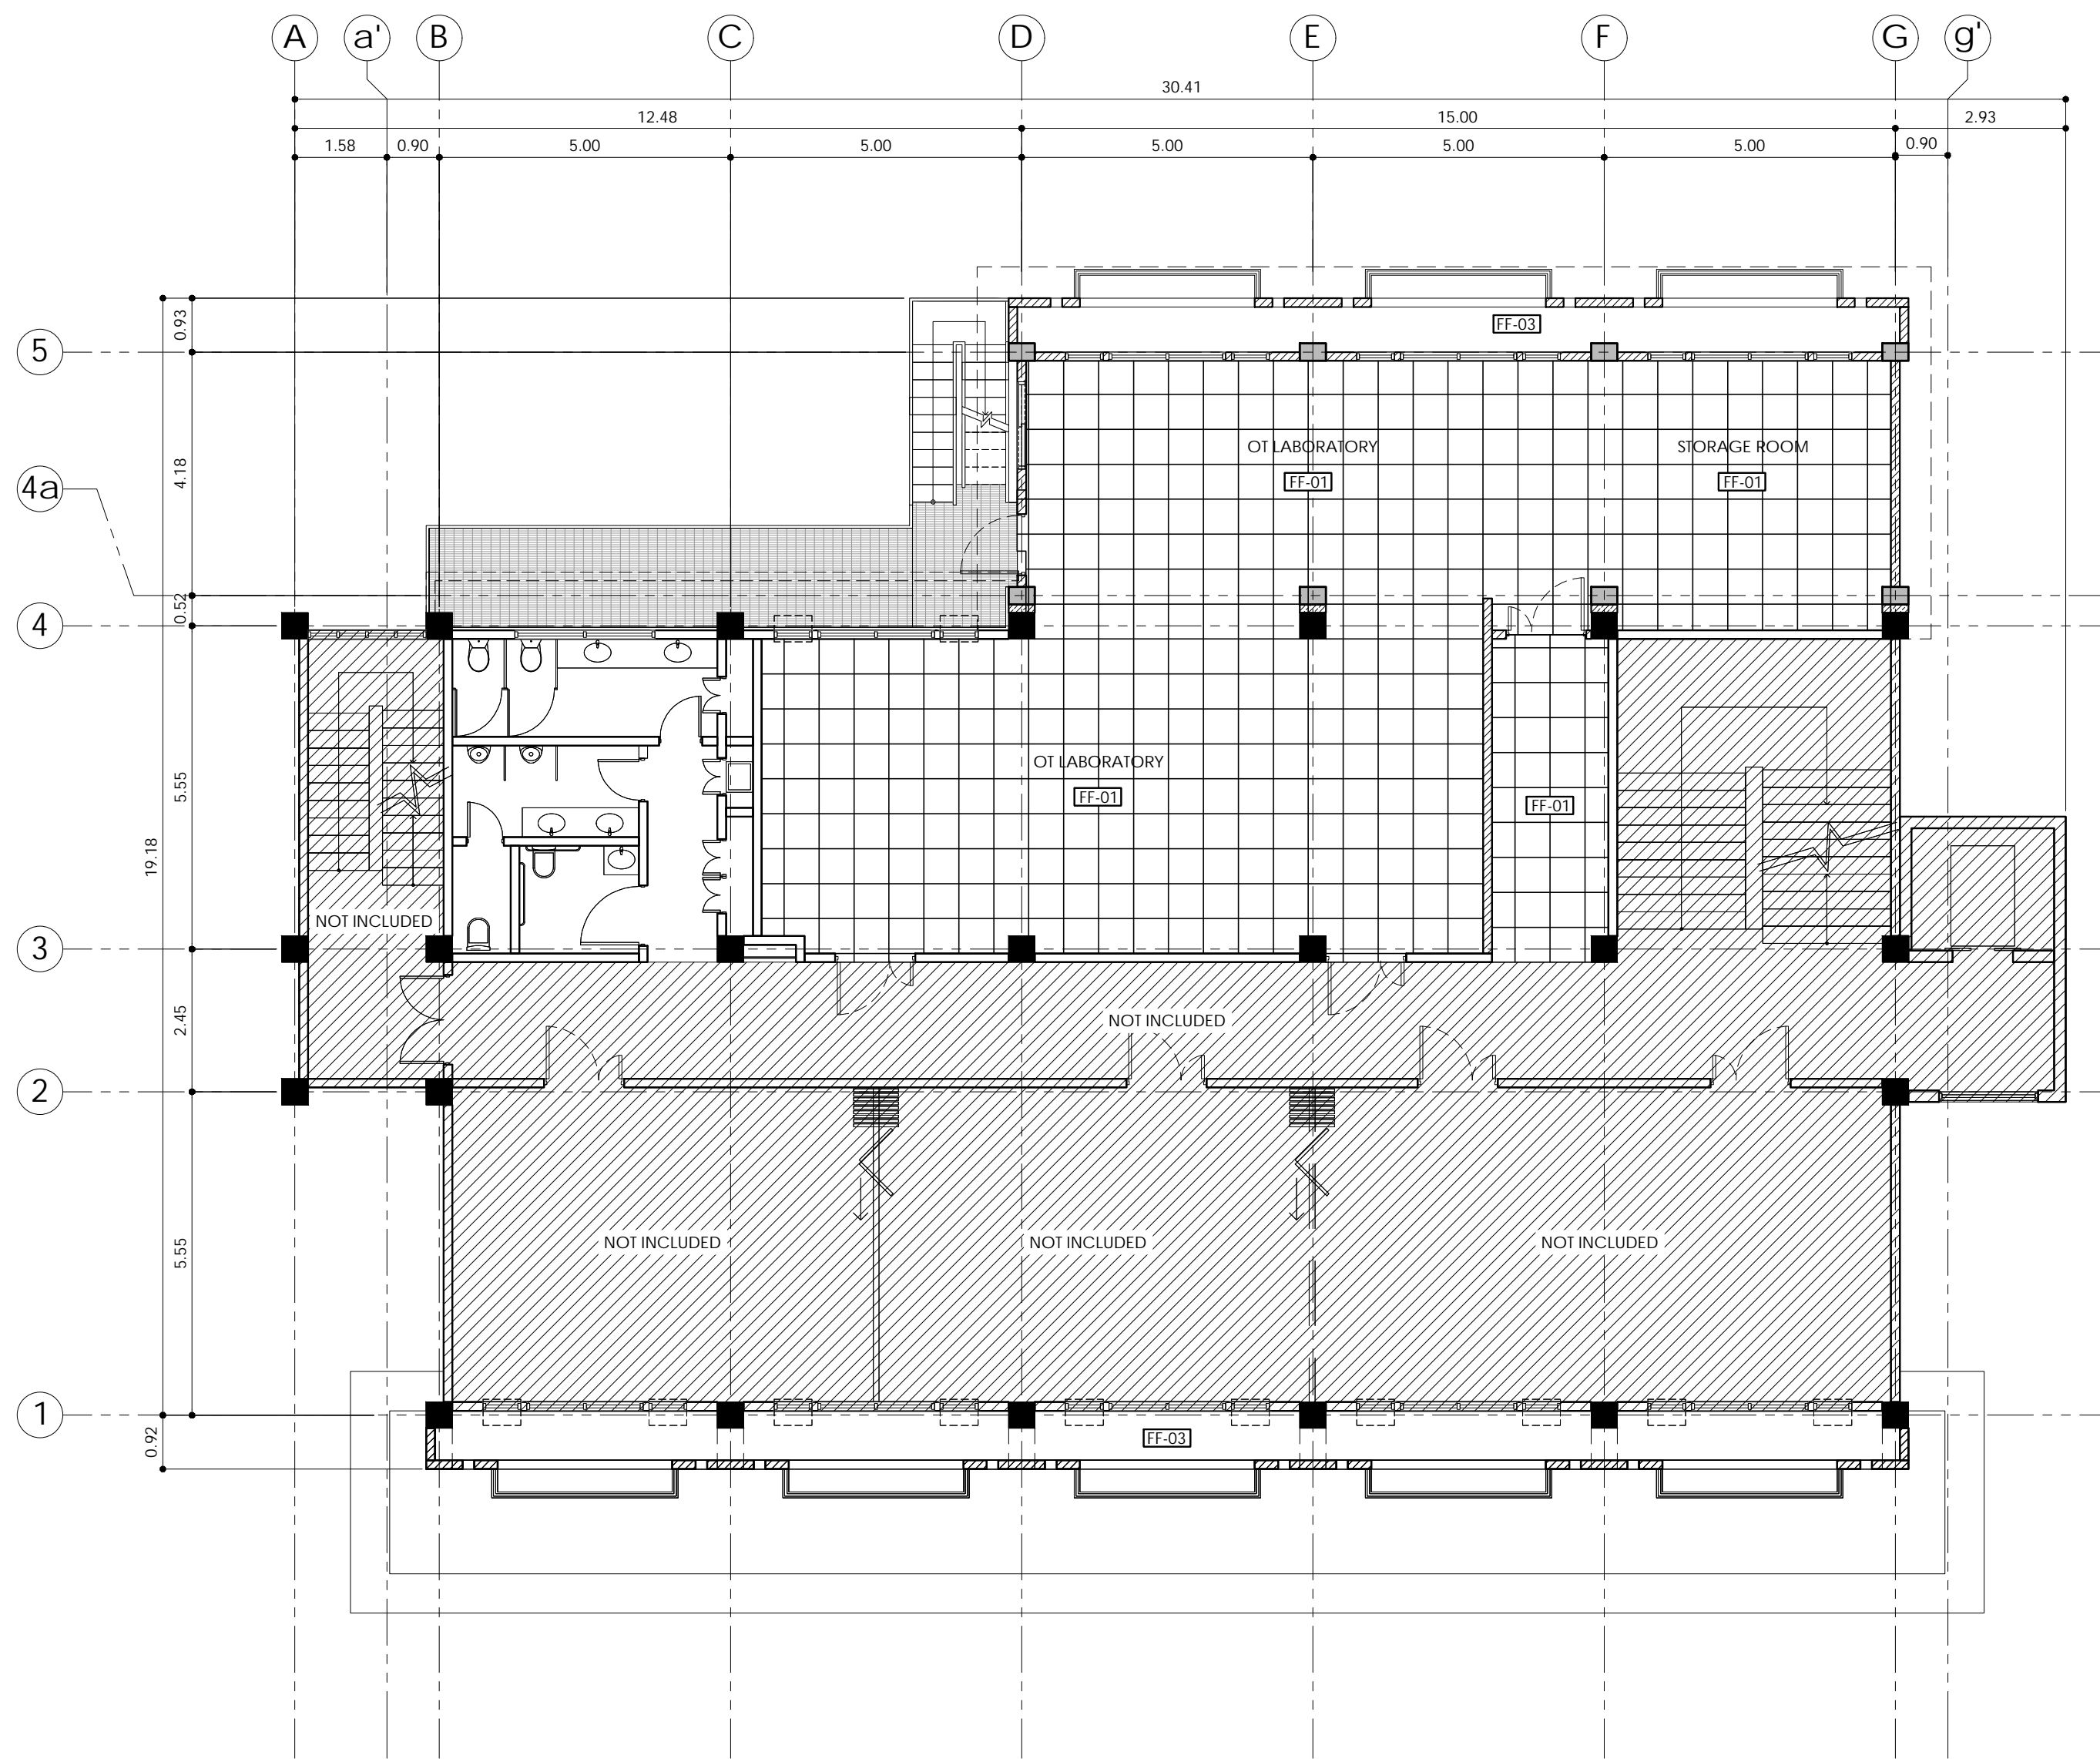 A a' B C D E F G g'
30.41
12.48 15.00 2.93
1.58 0.90 5.00 5.00 5.00 5.00 5.00 0.90
0.93
FF-03
5
4.18
OT LABORATORY STORAGE ROOM
FF-01 FF-01
4a
0.52
4
OT LABORATORY
5.55
FF-01 FF-01
19.18
NOT INCLUDED
3
2.45
NOT INCLUDED
2
5.55
NOT INCLUDED NOT INCLUDED NOT INCLUDED
1
0.92
FF-03